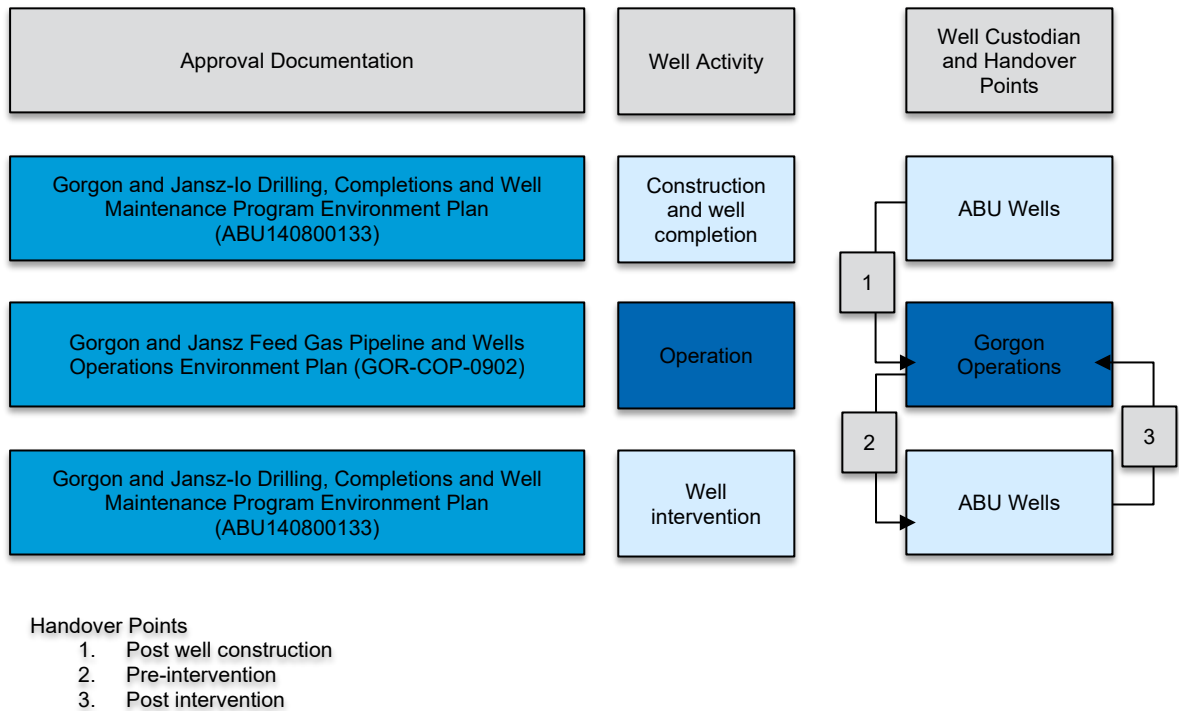 Approval Documentation
Well Activity
Well Custodian
and Handover
Points
Gorgon and Jansz-Io Drilling, Completions and Well
Maintenance Program Environment Plan
(ABU140800133)
Construction
and well
completion
ABU Wells
1
Gorgon and Jansz Feed Gas Pipeline and Wells
Operations Environment Plan (GOR-COP-0902)
Operation
Gorgon
Operations
2
3
Gorgon and Jansz-Io Drilling, Completions and Well
Maintenance Program Environment Plan
(ABU140800133)
Well
intervention
ABU Wells
Handover Points
1. Post well construction
2. Pre-intervention
3. Post intervention